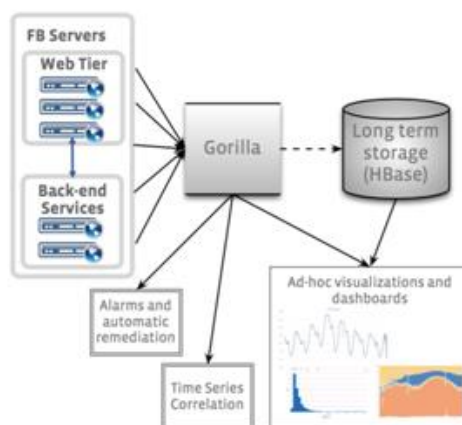 FB Servers
Web Tier
Back-end
Services
Gorilla
Long term
storage
(HBase)
Alarms and
automatic
remediation
Time Series
Correlation
Ad-hoc visualizations and
dashboards